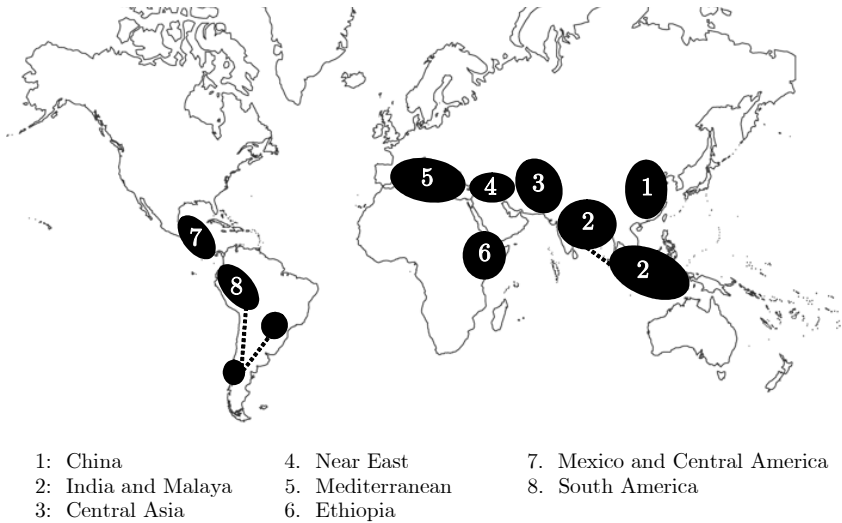 5
4
3
1
2
7
6
2
8
1: China
2: India and Malaya
3: Central Asia
4. Near East
5. Mediterranean
6. Ethiopia
7. Mexico and Central America
8. South America